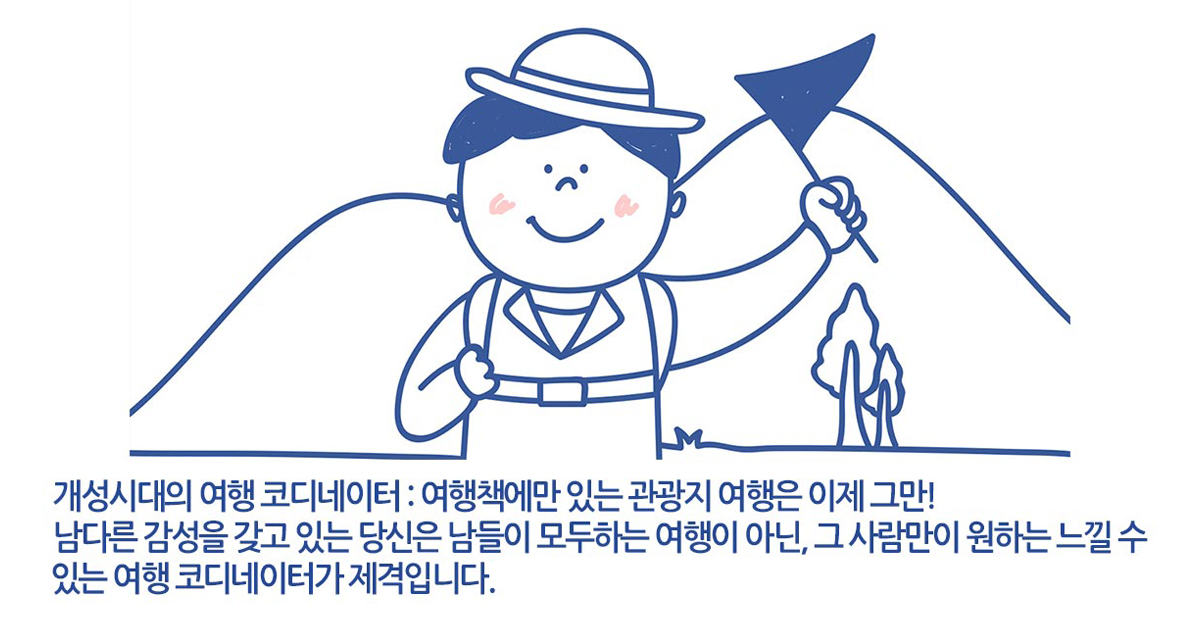 개성시대의 여행 코디네이터 : 여행책에만 있는 관광지 여행은 이제 그만!
남다른 감성을 갖고 있는 당신은 남들이 모두하는 여행이 아닌, 그 사람만이 원하는 느낄 수
있는 여행 코디네이터가 제격입니다.